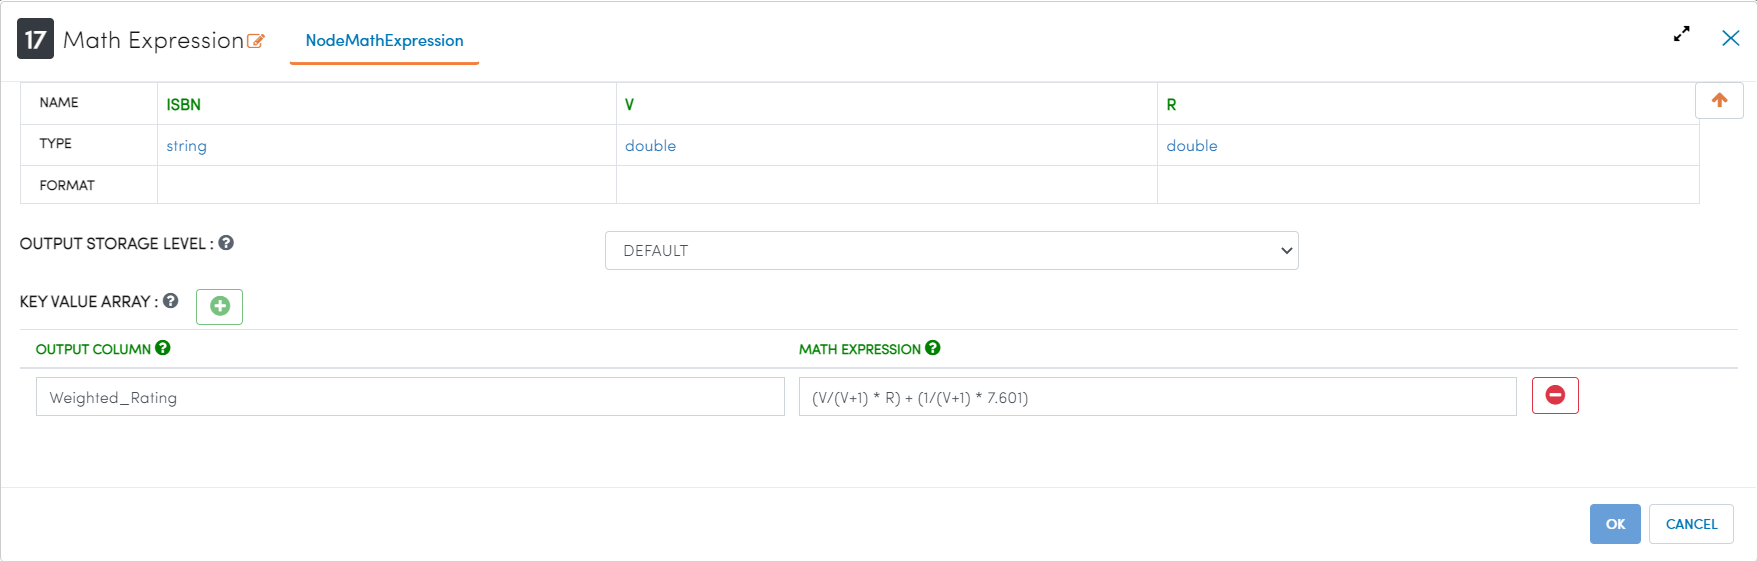 17 Math Expression NodeMathExpression
NAME ISBN V R
TYPE string double double
FORMAT
OUTPUT STORAGE LEVEL : ? DEFAULT
KEY VALUE ARRAY : ?
OUTPUT COLUMN ? MATH EXPRESSION ?
Weighted_Rating (V/(V+1) * R) + (1/(V+1) * 7.601)
OK CANCEL